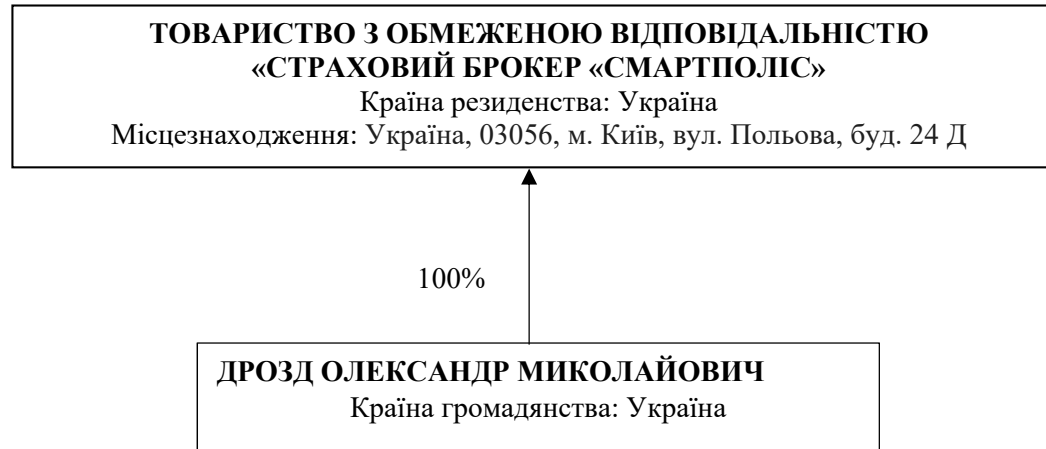 ТОВАРИСТВО З ОБМЕЖЕНОЮ ВІДПОВІДАЛЬНІСТЮ
«СТРАХОВИЙ БРОКЕР «СМАРТПОЛІС»
Країна резиденства: Україна
Місцезнаходження: Україна, 03056, м. Київ, вул. Польова, буд. 24 Д
100%
ДРОЗД ОЛЕКСАНДР МИКОЛАЙОВИЧ
Країна громадянства: Україна